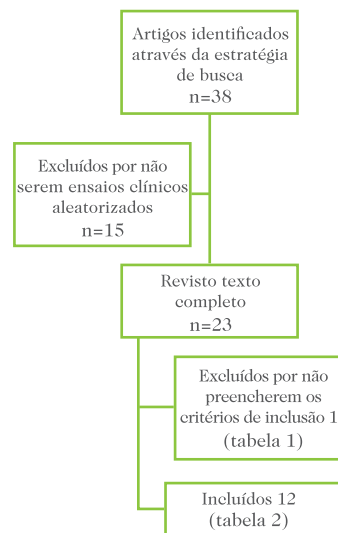 Artigos identificados
através da estratégia
de busca
n=38
Excluídos por não
serem ensaios clínicos
aleatorizados
n=15
Revisto texto
completo
n=23
Excluídos por não
preencherem os
critérios de inclusão 1
(tabela 1)
Incluídos 12
(tabela 2)